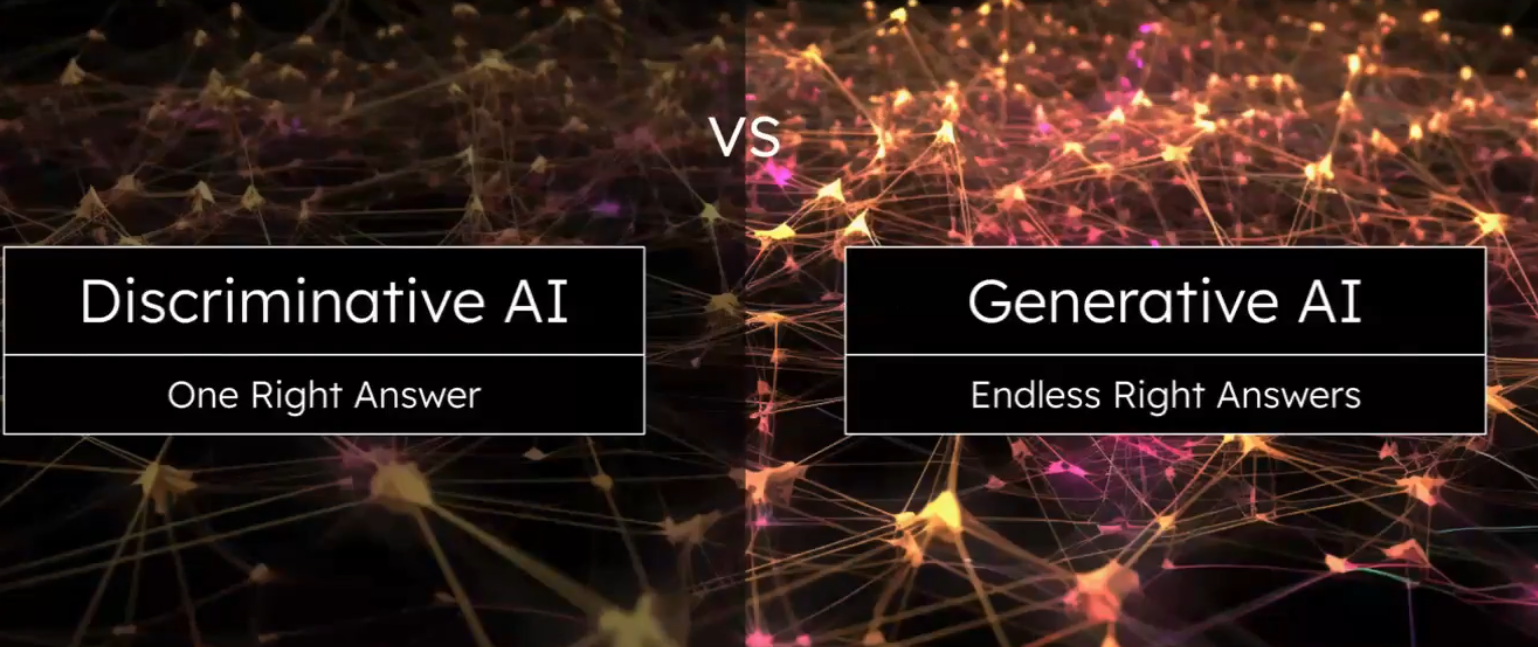 VS
Discriminative AI
One Right Answer
Generative AI
Endless Right Answers